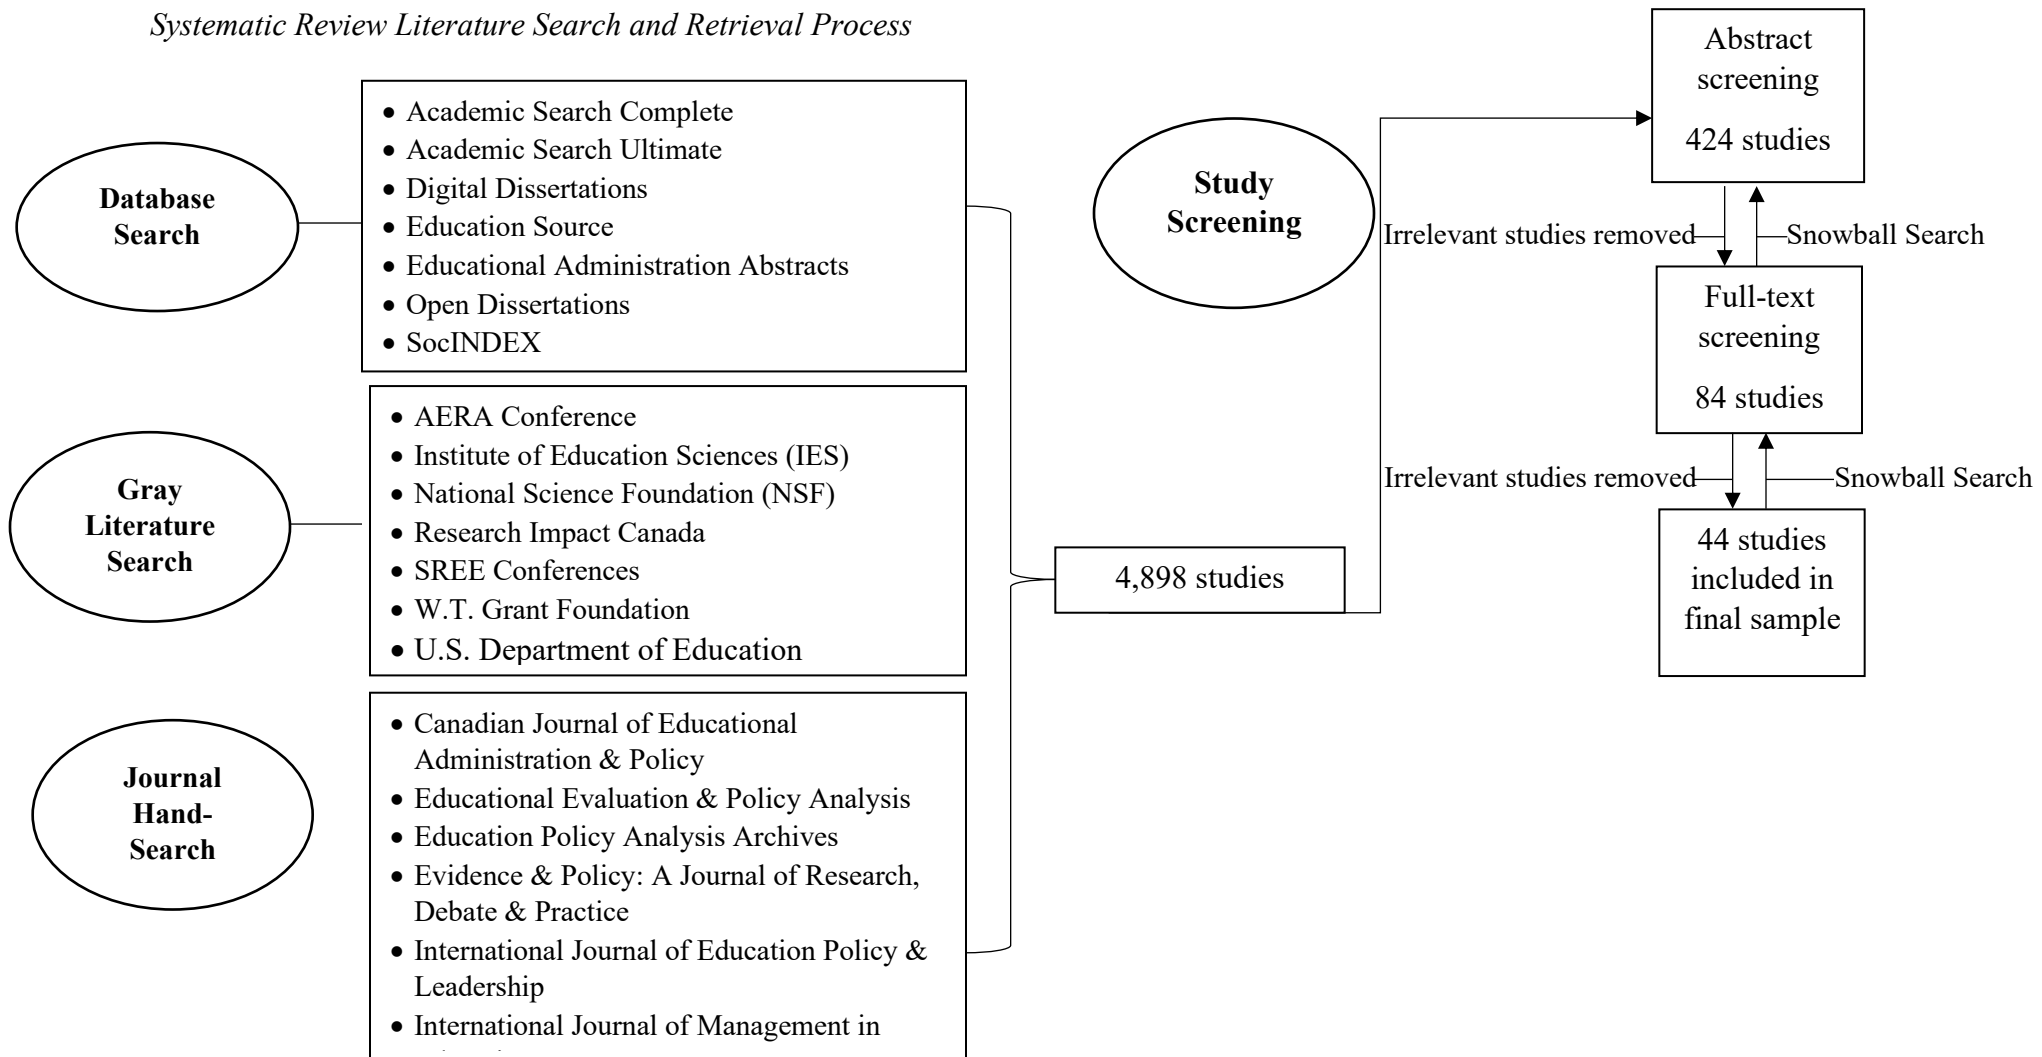 Systematic Review Literature Search and Retrieval Process
Database
Search
• Academic Search Complete
• Academic Search Ultimate
• Digital Dissertations
• Education Source
• Educational Administration Abstracts
• Open Dissertations
• SocINDEX
Gray
Literature
Search
• AERA Conference
• Institute of Education Sciences (IES)
• National Science Foundation (NSF)
• Research Impact Canada
• SREE Conferences
• W.T. Grant Foundation
• U.S. Department of Education
Journal
Hand-
Search
• Canadian Journal of Educational
Administration & Policy
• Educational Evaluation & Policy Analysis
• Education Policy Analysis Archives
• Evidence & Policy: A Journal of Research,
Debate & Practice
• International Journal of Education Policy &
Leadership
• International Journal of Management in
4,898 studies
Study
Screening
Abstract
screening
424 studies
Irrelevant studies removed
Snowball Search
Full-text
screening
84 studies
Irrelevant studies removed
Snowball Search
44 studies
included in
final sample